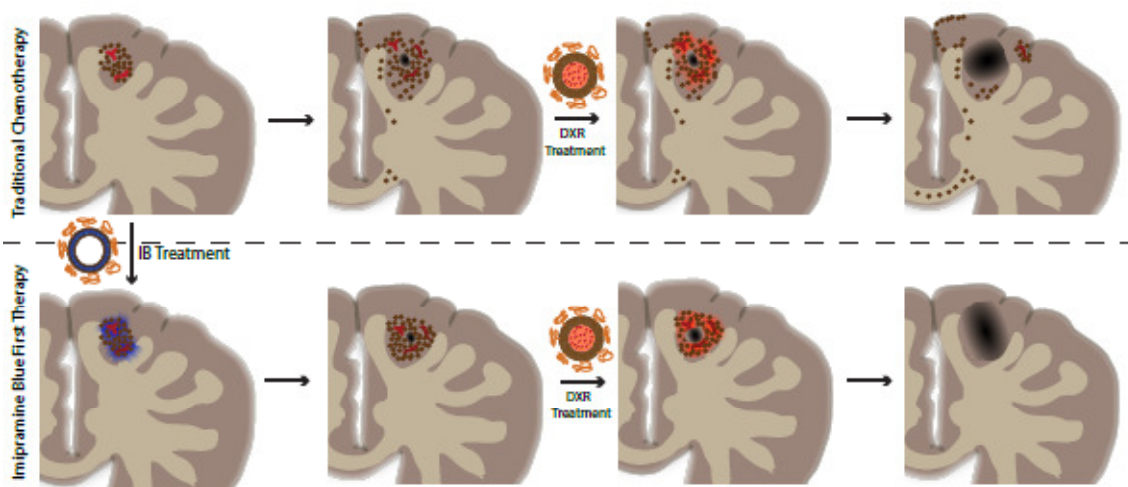 Traditional Chemotherapy
DXR
Treatment
IB Treatment
Imipramine Blue First Therapy
DXR
Treatment